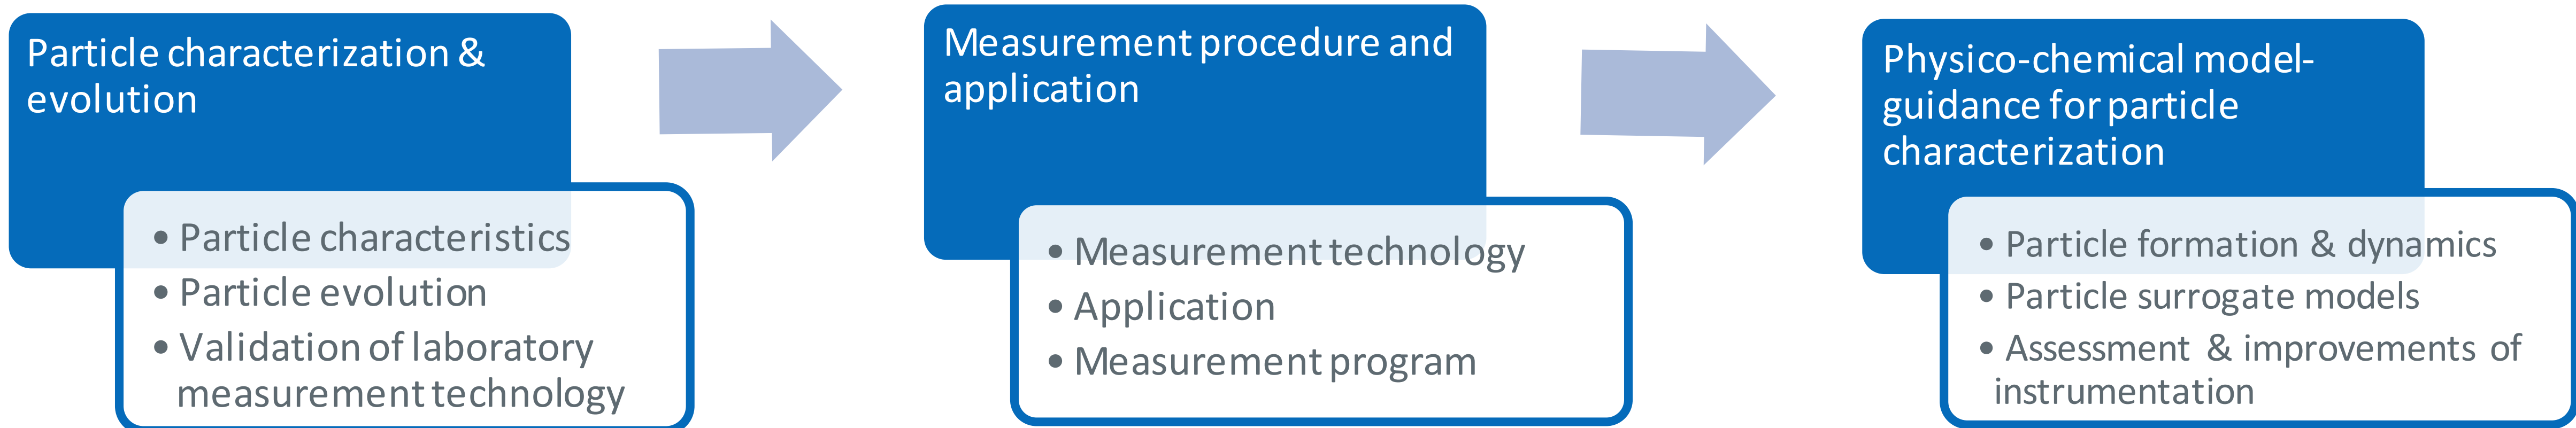 Particle characterization &
evolution
• Particle characteristics
• Particle evolution
• Validation of laboratory
measurement technology
Measurement procedure and
application
• Measurement technology
• Application
• Measurement program
Physico-chemical model-
guidance for particle
characterization
• Particle formation & dynamics
• Particle surrogate models
• Assessment & improvements of
instrumentation